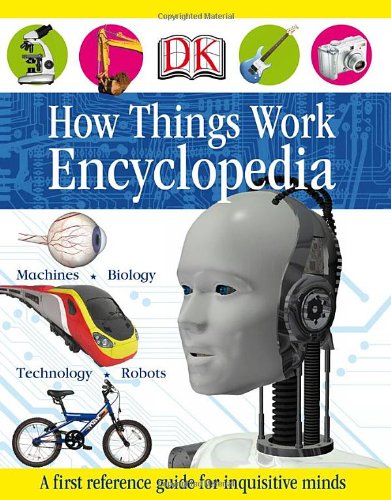 DK
How Things Work
Encyclopedia
Machines ★ Biology
Technology ★ Robots
A first reference guide for inquisitive minds